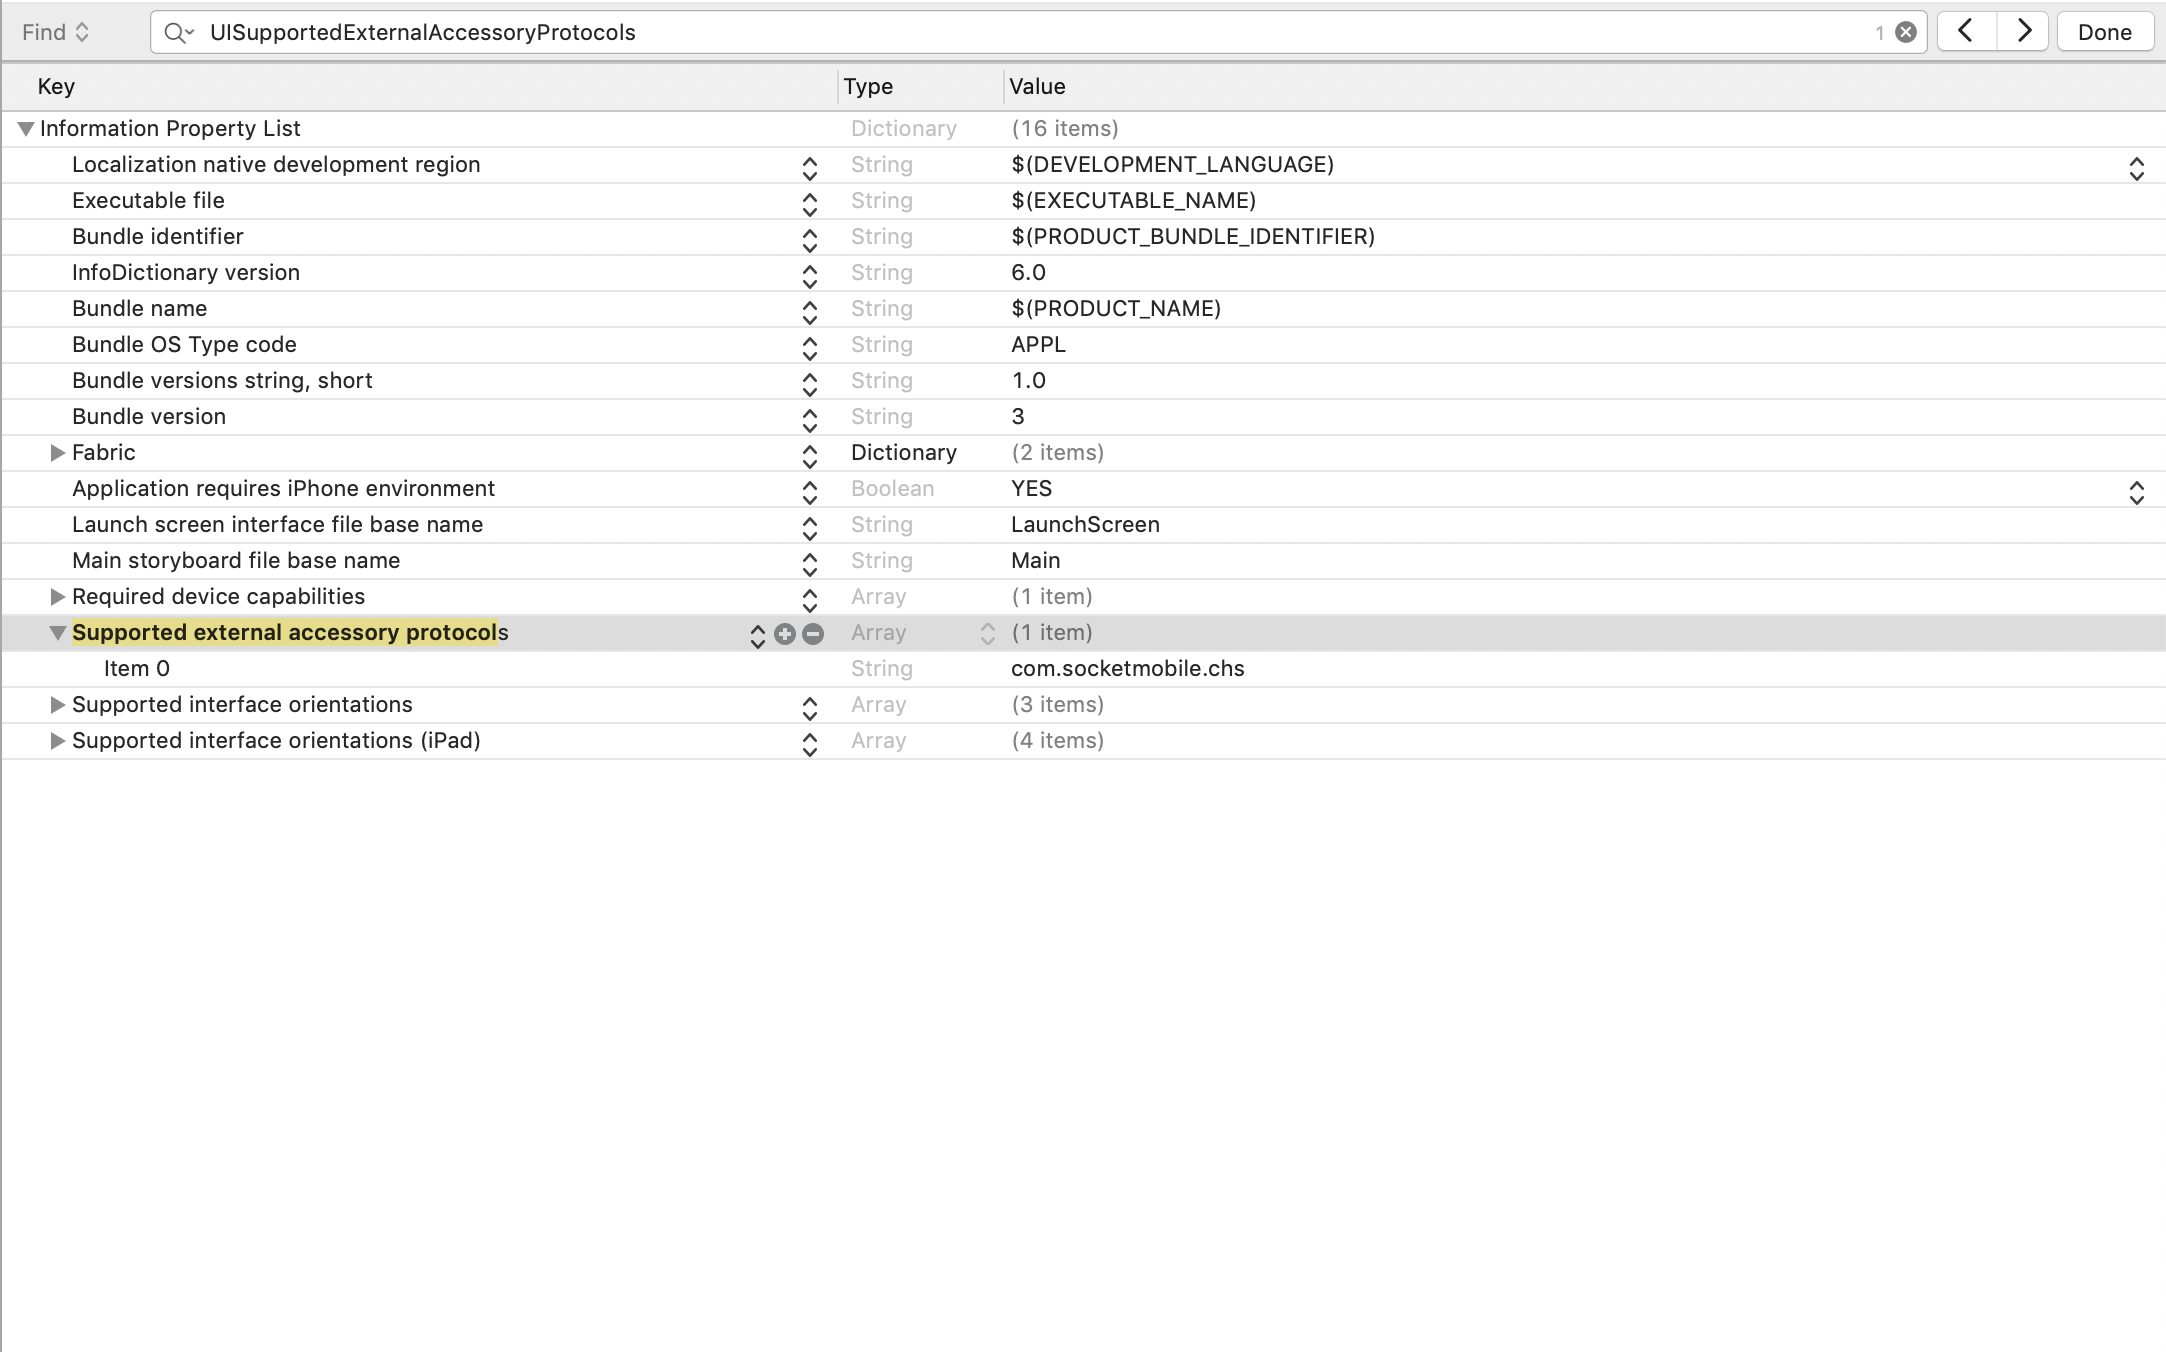 Find UISupportedExternalAccessoryProtocols 1 Done
Key Type Value
Information Property List Dictionary (16 items)
Localization native development region String $(DEVELOPMENT_LANGUAGE)
Executable file String $(EXECUTABLE_NAME)
Bundle identifier String $(PRODUCT_BUNDLE_IDENTIFIER)
InfoDictionary version String 6.0
Bundle name String $(PRODUCT_NAME)
Bundle OS Type code String APPL
Bundle versions string, short String 1.0
Bundle version String 3
Fabric Dictionary (2 items)
Application requires iPhone environment Boolean YES
Launch screen interface file base name String LaunchScreen
Main storyboard file base name String Main
Required device capabilities Array (1 item)
Supported external accessory protocols Array (1 item)
Item 0 String com.socketmobile.chs
Supported interface orientations Array (3 items)
Supported interface orientations (iPad) Array (4 items)